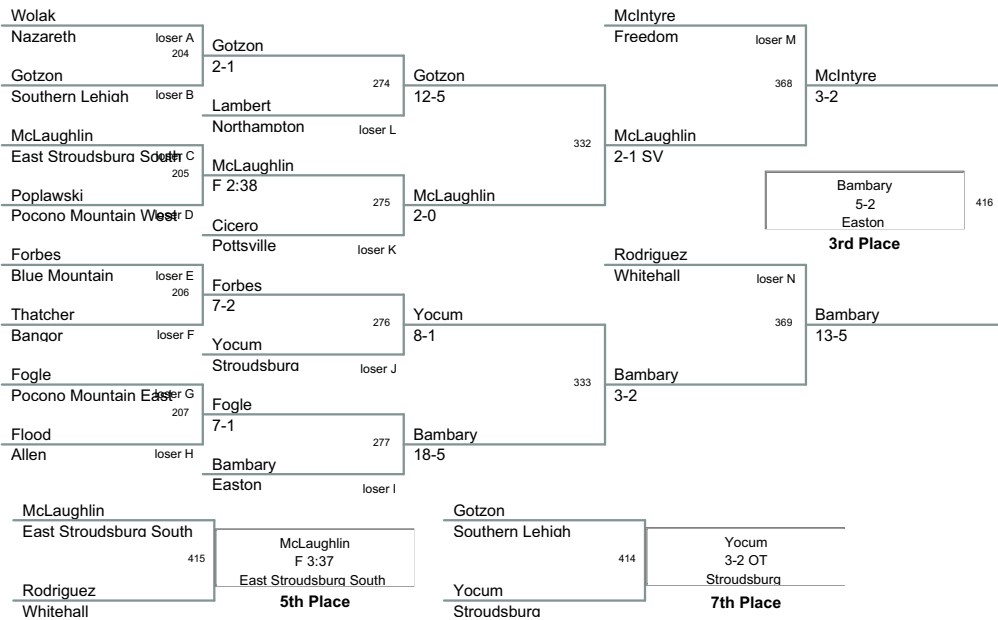 Wolak
Nazareth
loser A
204
Gotzon
Southern Lehigh
loser B
McLaughlin
East Stroudsburg South
loser C
205
Poplawski
Pocono Mountain West
loser D
Forbes
Blue Mountain
loser E
206
Thatcher
Bangor
loser F
Fogle
Pocono Mountain East
loser G
207
Flood
Allen
loser H
Gotzon
2-1
274
Lambert
Northampton
loser L
McLaughlin
F 2:38
275
Cicero
Pottsville
loser K
Forbes
7-2
276
Yocum
Stroudsburg
loser J
Fogle
7-1
277
Bambary
Easton
loser I
Gotzon
12-5
332
McLaughlin
2-0
Yocum
8-1
333
Bambary
18-5
McIntyre
Freedom
loser M
368
McLaughlin
2-1 SV
Rodriguez
Whitehall
loser N
369
Bambary
3-2
McIntyre
3-2
Bambary
5-2
Easton
416
3rd Place
Bambary
13-5
McLaughlin
East Stroudsburg South
415
Rodriguez
Whitehall
McLaughlin
F 3:37
East Stroudsburg South
5th Place
Gotzon
Southern Lehigh
414
Yocum
Stroudsburg
Yocum
3-2 OT
Stroudsburg
7th Place